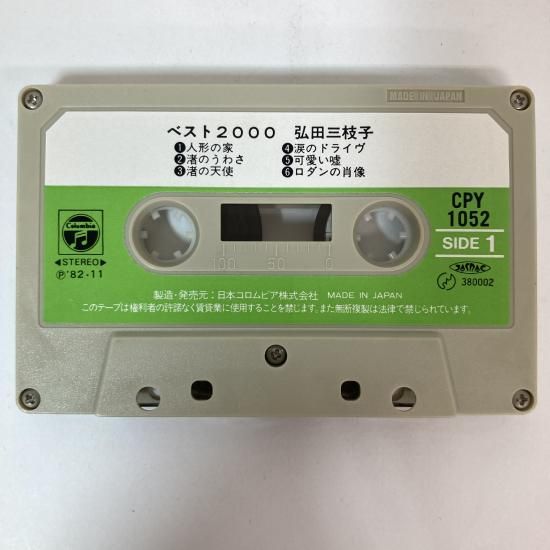 MADE IN JAPAN
ベスト2000 弘田三枝子
❶人形の家
❷渚のうわさ
❸渚の天使
❹涙のドライヴ
❺可愛い嘘
❻ロダンの肖像
Columbia
◀STEREO▶
Ⓟ'82・11
CPY
1052
SIDE 1
JASRAC
380002
100 50 0
製造・発売元:日本コロムビア株式会社 MADE IN JAPAN
このテープは権利者の許諾なく賃貸業に使用することを禁じます。また無断複製は法律で禁じられています。